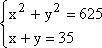 x² + y² = 625
x + y = 35